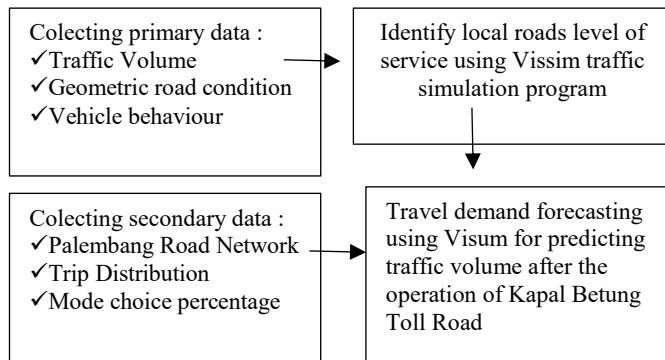 Colecting primary data :
✓Traffic Volume
✓Geometric road condition
✓Vehicle behaviour
Identify local roads level of
service using Vissim traffic
simulation program
Colecting secondary data :
✓Palembang Road Network
✓Trip Distribution
✓Mode choice percentage
Travel demand forecasting
using Visum for predicting
traffic volume after the
operation of Kapal Betung
Toll Road